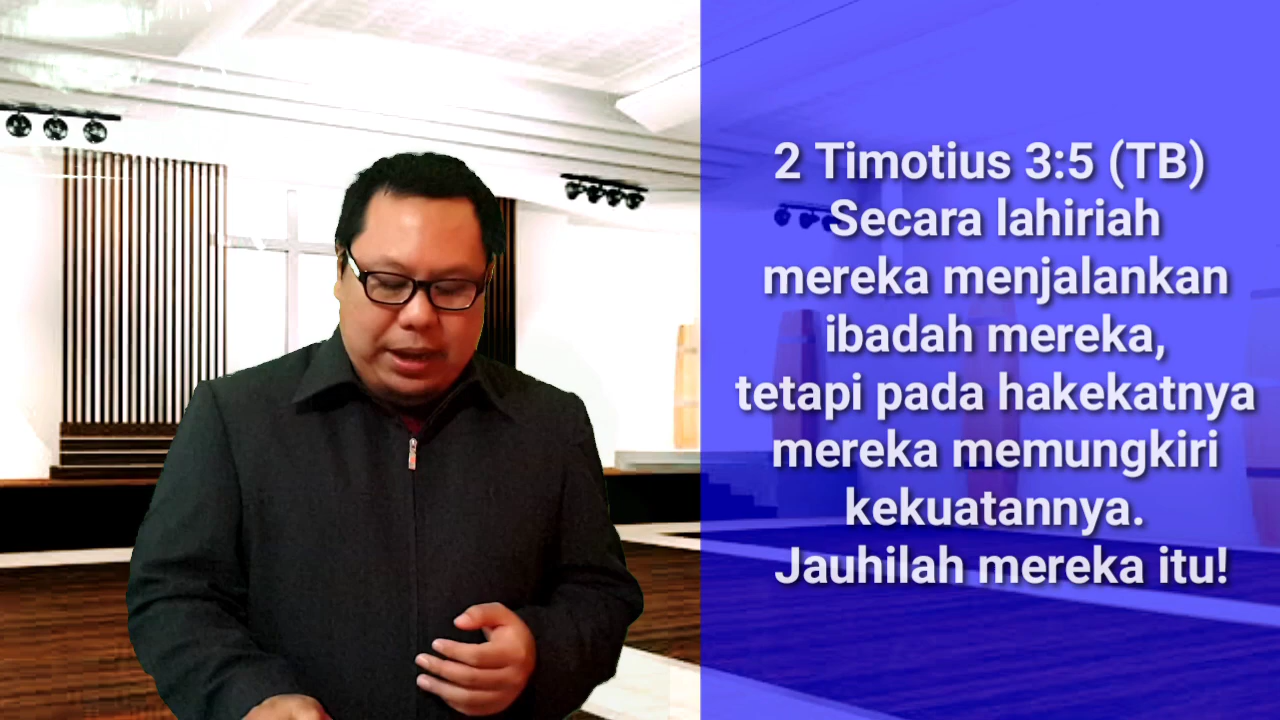 2 Timotius 3:5 (TB)
Secara lahiriah
mereka menjalankan
ibadah mereka,
tetapi pada hakekatnya
mereka memungkiri
kekuatannya.
Jauhilah mereka itu!